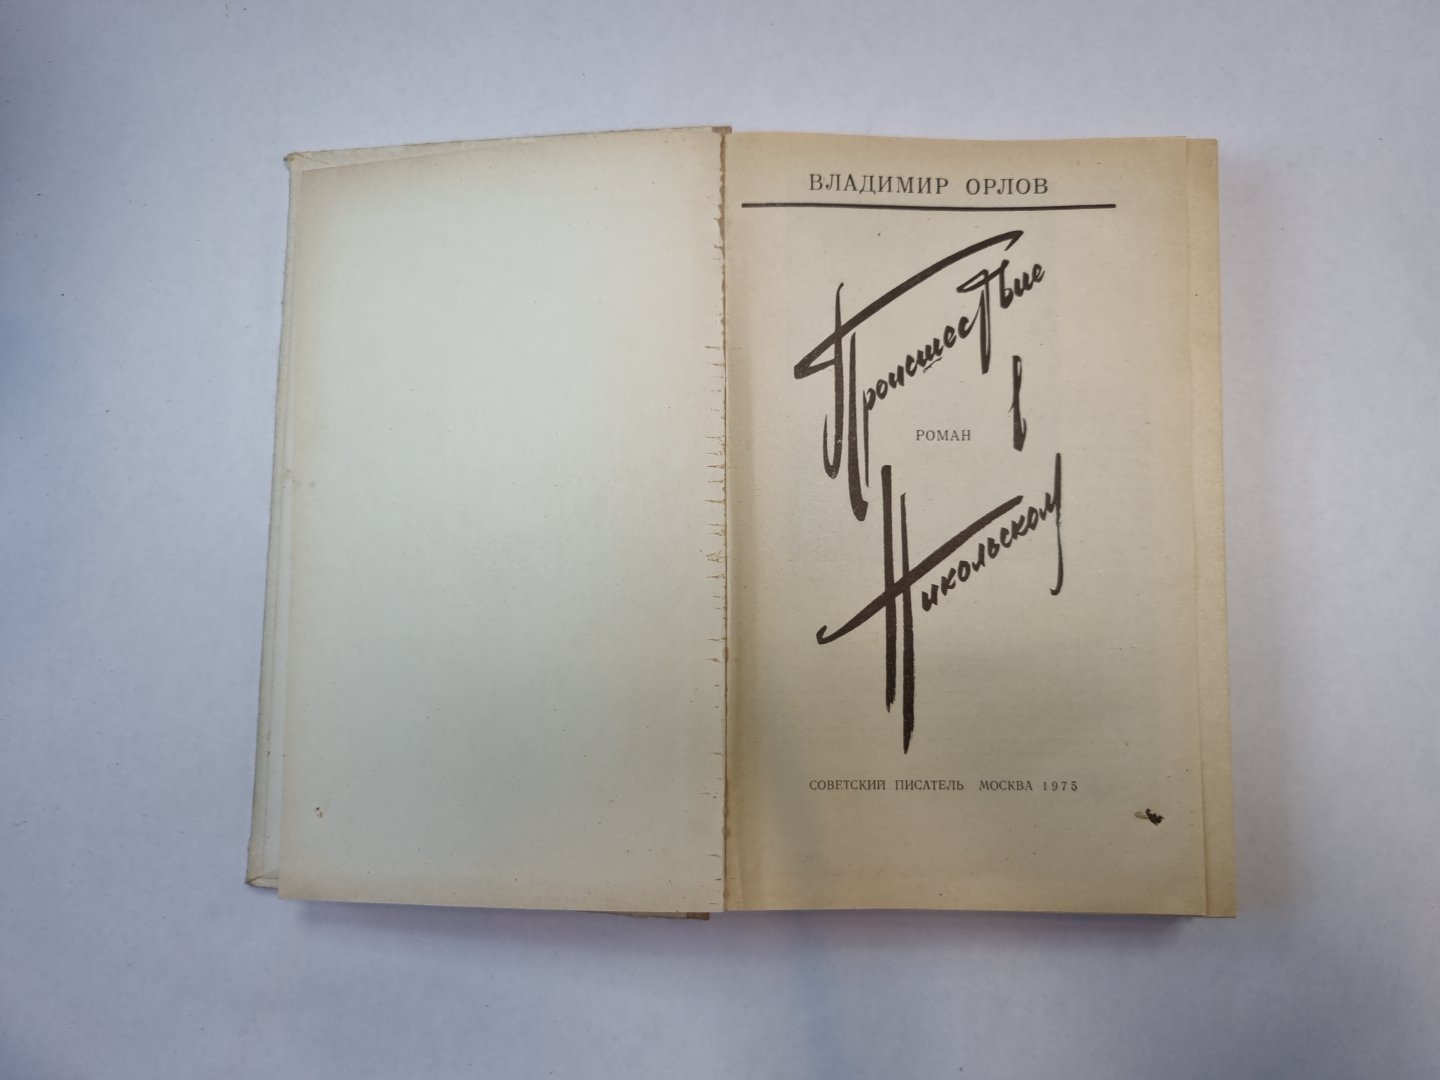 ВЛАДИМИР ОРЛОВ
Происшествие
в
РОМАН
Никольском
СОВЕТСКИЙ ПИСАТЕЛЬ МОСКВА 1975